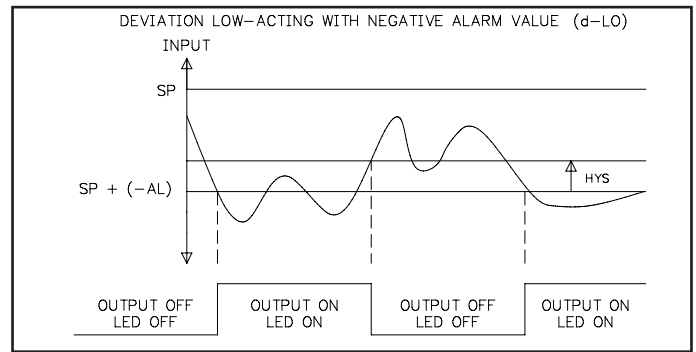 DEVIATION LOW-ACTING WITH NEGATIVE ALARM VALUE (d-LO)
INPUT
SP
SP + (-AL)
HYS
OUTPUT OFF
LED OFF
OUTPUT ON
LED ON
OUTPUT OFF
LED OFF
OUTPUT ON
LED ON